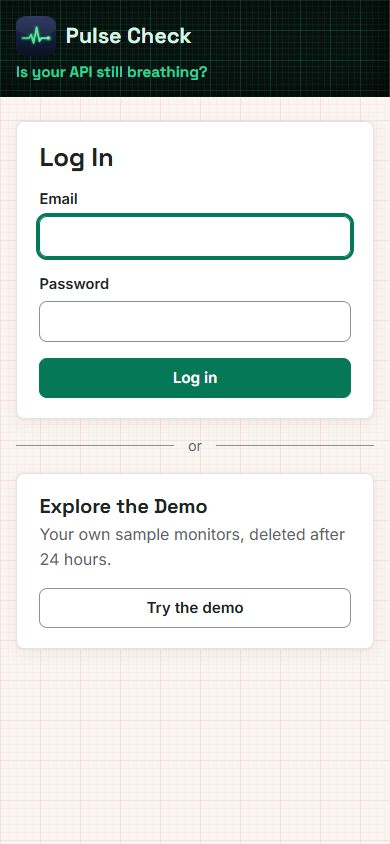 Pulse Check
Is your API still breathing?
Log In
Email
Password
Log in
or
Explore the Demo
Your own sample monitors, deleted after
24 hours.
Try the demo